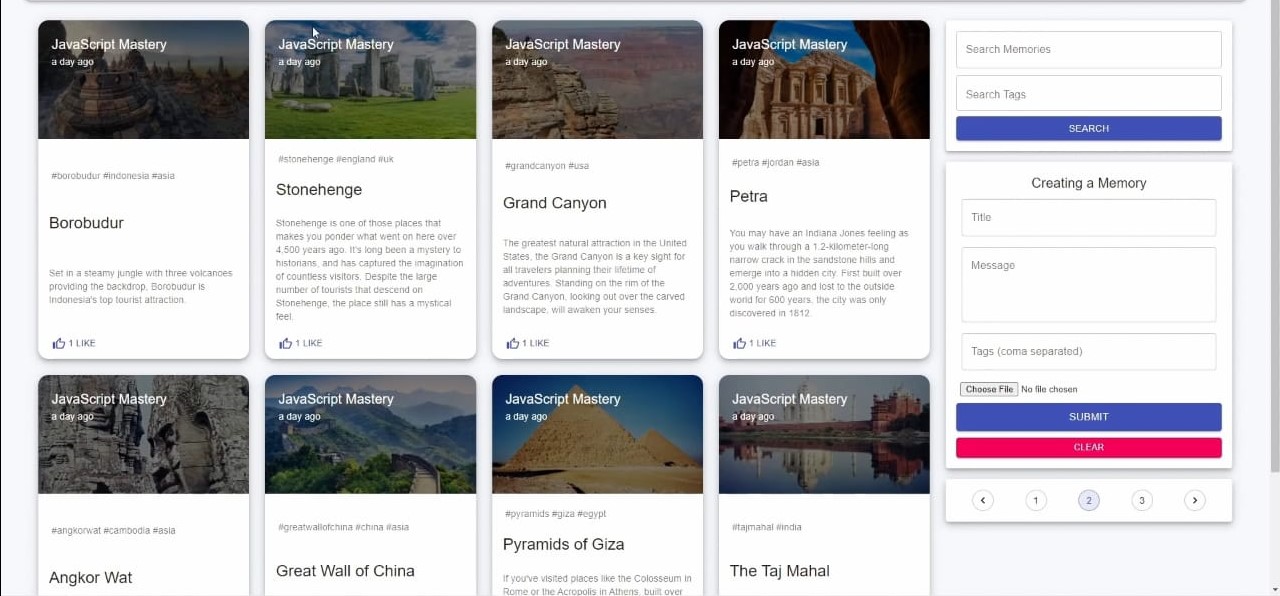 JavaScript Mastery
a day ago
#borobudur #indonesia #asia
Borobudur
Set in a steamy jungle with three volcanoes
providing the backdrop, Borobudur is
Indonesia's top tourist attraction.
1 LIKE
JavaScript Mastery
a day ago
#stonehenge #england #uk
Stonehenge
Stonehenge is one of those places that
makes you ponder what went on here over
4,500 years ago. It's long been a mystery to
historians, and has captured the imagination
of countless visitors. Despite the large
number of tourists that descend on
Stonehenge, the place still has a mystical
feel.
1 LIKE
JavaScript Mastery
a day ago
#grandcanyon #usa
Grand Canyon
The greatest natural attraction in the United
States, the Grand Canyon is a key sight for
all travelers planning their lifetime of
adventures. Standing on the rim of the
Grand Canyon, looking out over the carved
landscape, will awaken your senses.
1 LIKE
JavaScript Mastery
a day ago
#petra #jordan #asia
Petra
You may have an Indiana Jones feeling as
you walk through a 1.2-kilometer-long
narrow crack in the sandstone hills and
emerge into a hidden city. First built over
2,000 years ago and lost to the outside
world for 600 years, the city was only
discovered in 1812.
1 LIKE
JavaScript Mastery
a day ago
#angkorwat #cambodia #asia
Angkor Wat
JavaScript Mastery
a day ago
#greatwallofchina #china #asia
Great Wall of China
JavaScript Mastery
a day ago
#pyramids #giza #egypt
Pyramids of Giza
If you've visited places like the Colosseum in
Rome or the Acropolis in Athens, built over
JavaScript Mastery
a day ago
#tajmahal #india
The Taj Mahal
Search Memories
Search Tags
SEARCH
Creating a Memory
Title
Message
Tags (coma separated)
Choose File No file chosen
SUBMIT
CLEAR
1 2 3